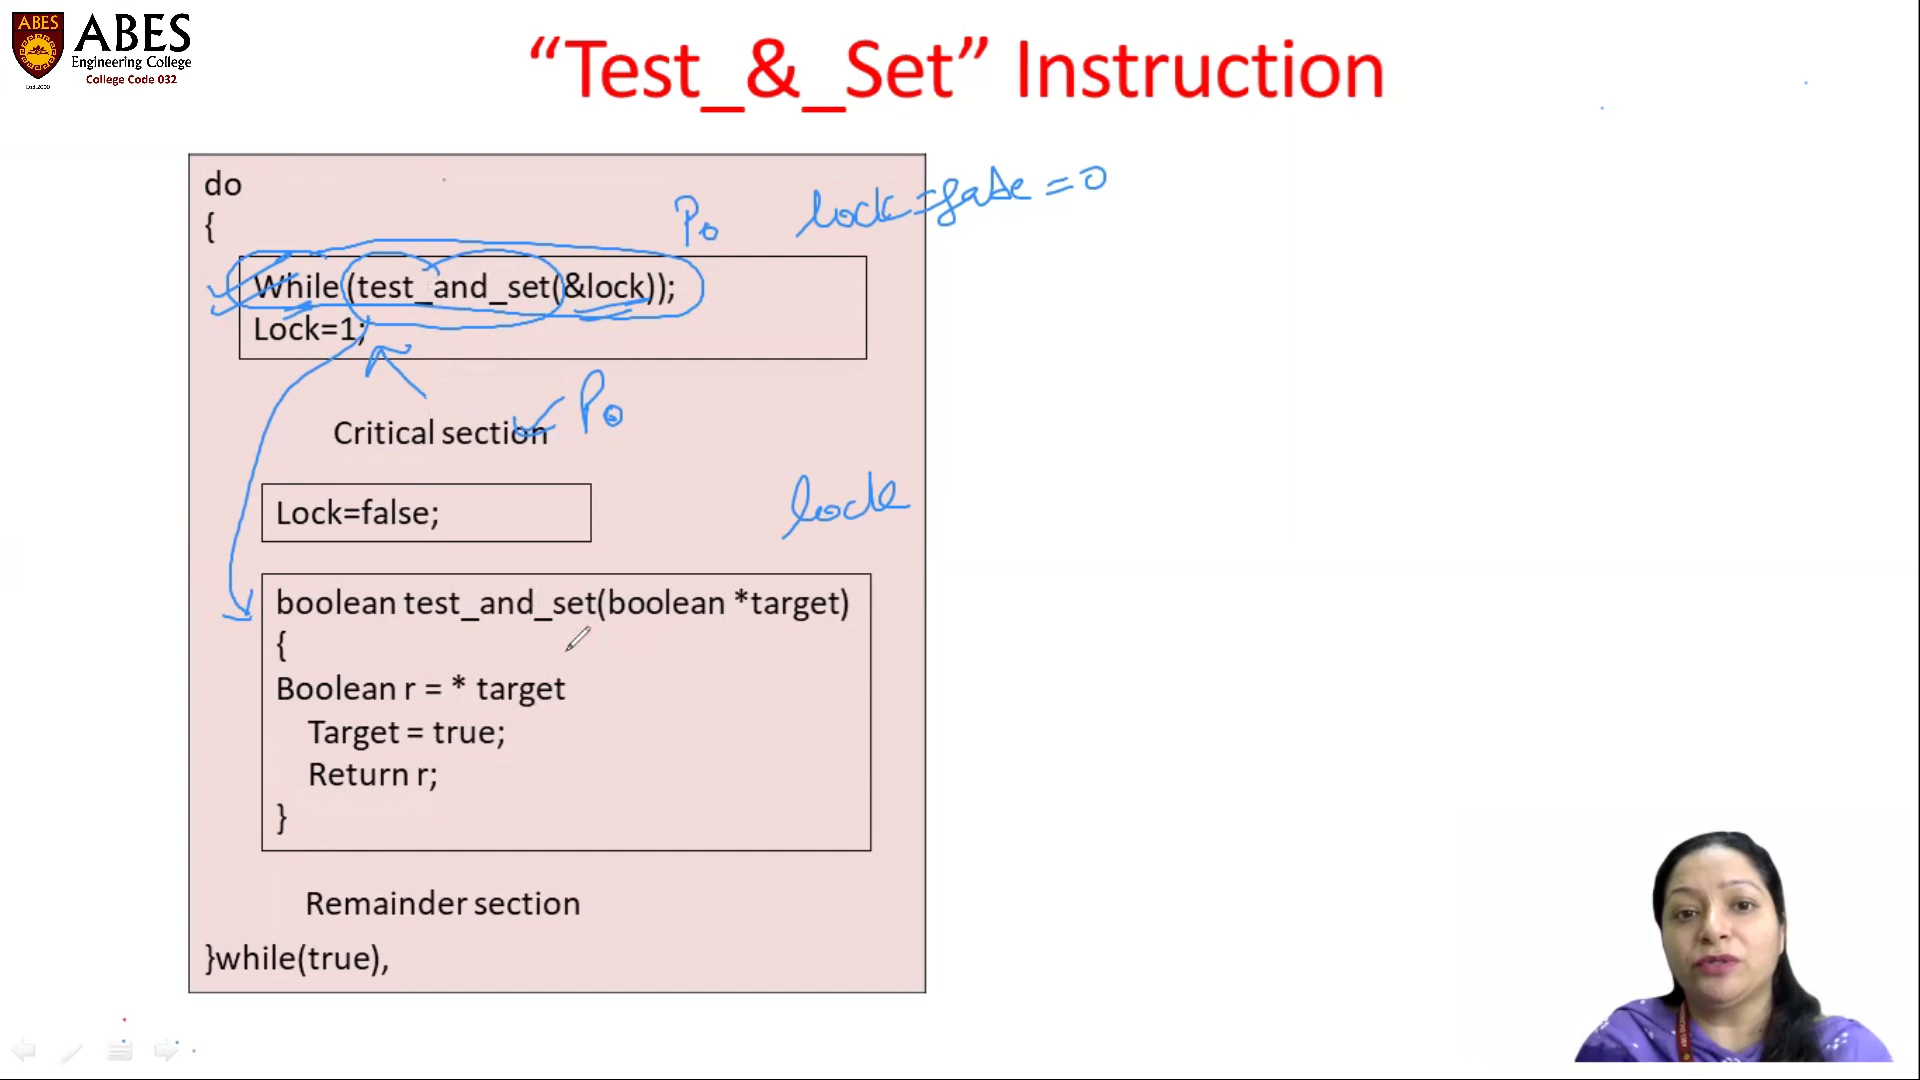 ABES
ABES
Engineering College
College Code 032
“Test_&_Set” Instruction
do
{
P0 lock=false=0
While (test_and_set(&lock));
Lock=1;
P0
Critical section
lock
Lock=false;
boolean test_and_set(boolean *target)
{
Boolean r = * target
Target = true;
Return r;
}
Remainder section
}while(true),